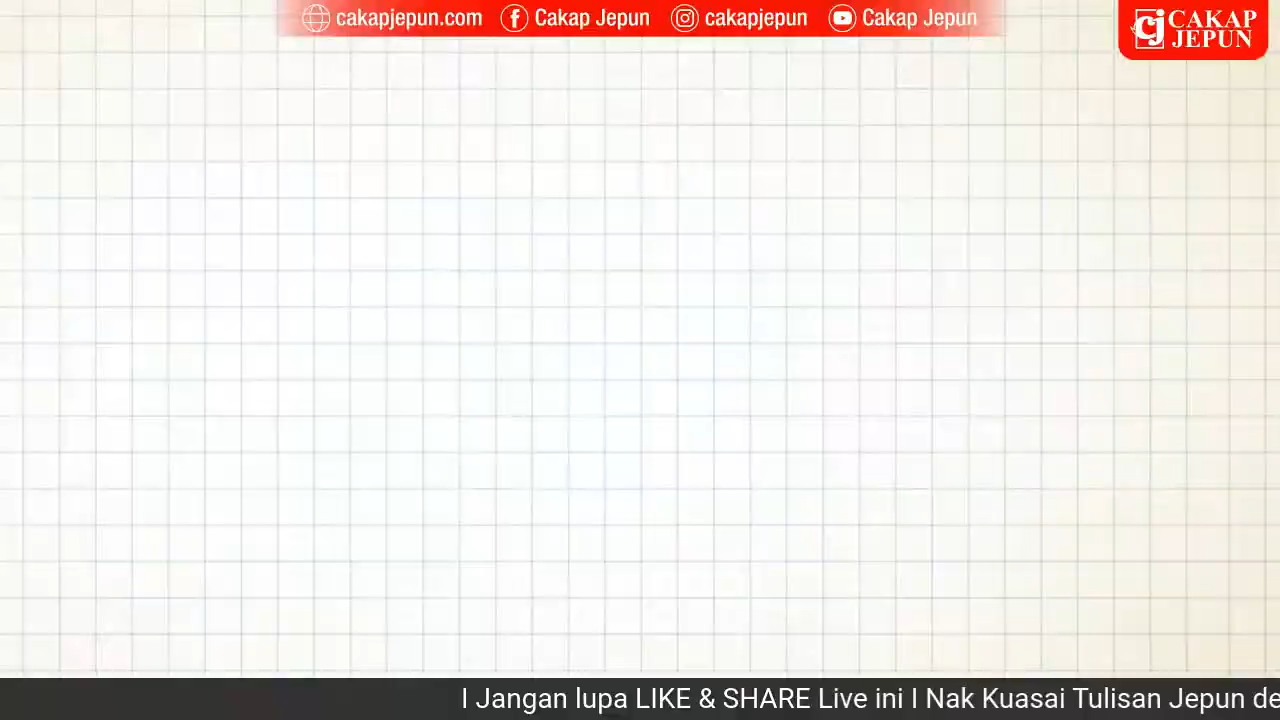 cakapjepun.com Cakap Jepun cakapjepun Cakap Jepun
CAKAP
JEPUN
I Jangan lupa LIKE & SHARE Live ini I Nak Kuasai Tulisan Jepun de